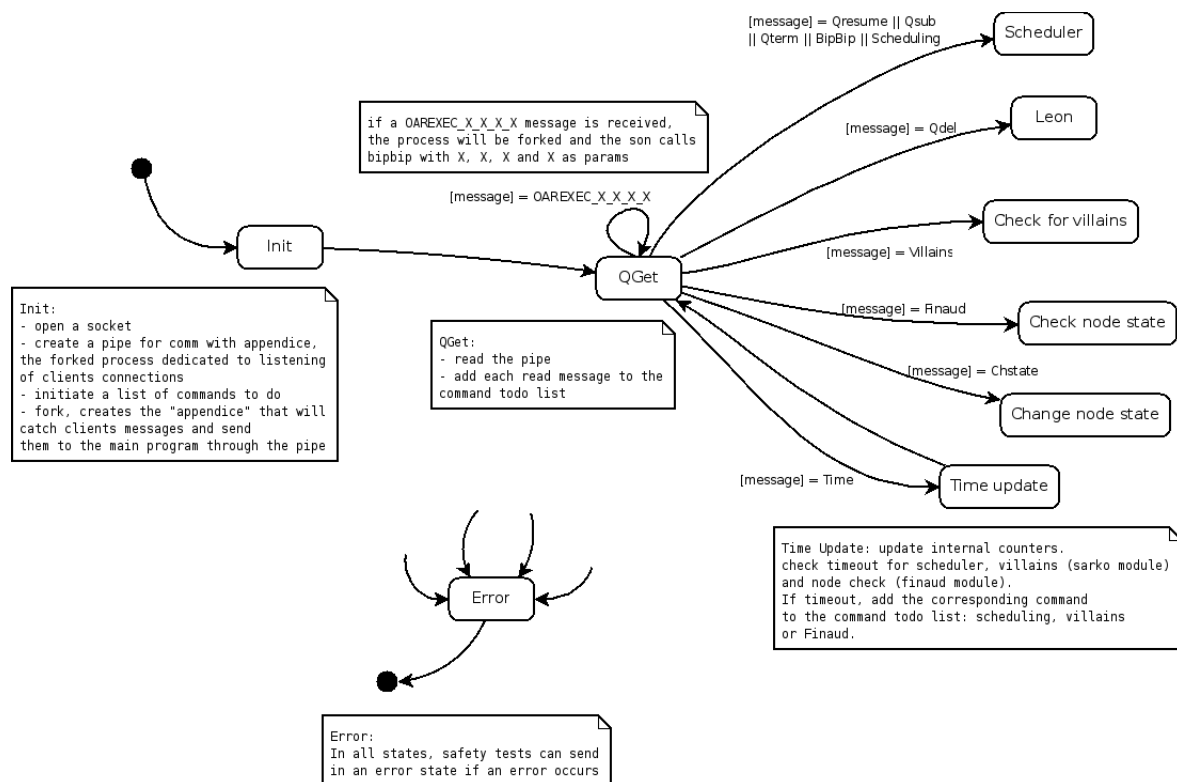 [message] = Qresume || Qsub
|| Qterm || BipBip || Scheduling
Scheduler
if a OAREXEC_X_X_X_X message is received,
the process will be forked and the son calls
bipbip with X, X, X and X as params
Leon
[message] = Qdel
[message] = OAREXEC_X_X_X_X
Check for villains
Init
[message] = Villains
QGet
Init:
- open a socket
- create a pipe for comm with appendice,
the forked process dedicated to listening
of clients connections
- initiate a list of commands to do
- fork, creates the "appendice" that will
catch clients messages and send
them to the main program through the pipe
[message] = Finaud
Check node state
QGet:
- read the pipe
- add each read message to the
command todo list
[message] = Chstate
Change node state
[message] = Time
Time update
Time Update: update internal counters.
check timeout for scheduler, villains (sarko module)
and node check (finaud module).
If timeout, add the corresponding command
to the command todo list: scheduling, villains
or Finaud.
Error
Error:
In all states, safety tests can send
in an error state if an error occurs